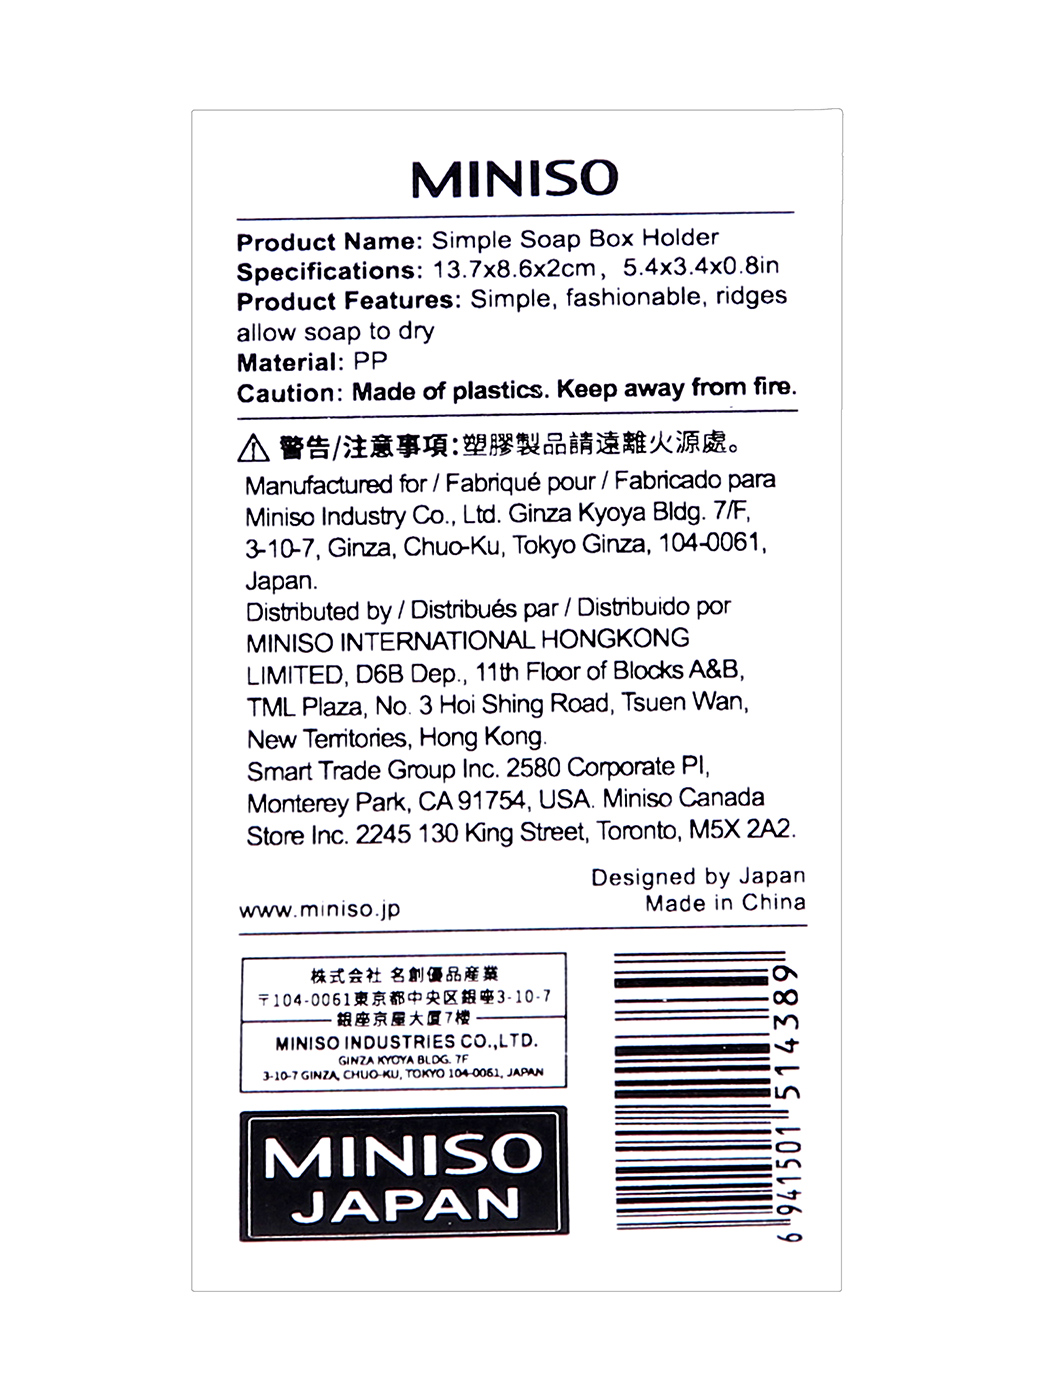 MINISO
Product Name: Simple Soap Box Holder
Specifications: 13.7x8.6x2cm, 5.4x3.4x0.8in
Product Features: Simple, fashionable, ridges
allow soap to dry
Material: PP
Caution: Made of plastics. Keep away from fire.
⚠ 警告/注意事項:塑膠製品請遠離火源處。
Manufactured for / Fabriqué pour / Fabricado para
Miniso Industry Co., Ltd. Ginza Kyoya Bldg. 7/F,
3-10-7, Ginza, Chuo-Ku, Tokyo Ginza, 104-0061,
Japan.
Distributed by / Distribués par / Distribuido por
MINISO INTERNATIONAL HONGKONG
LIMITED, D6B Dep., 11th Floor of Blocks A&B,
TML Plaza, No. 3 Hoi Shing Road, Tsuen Wan,
New Territories, Hong Kong.
Smart Trade Group Inc. 2580 Corporate Pl,
Monterey Park, CA 91754, USA. Miniso Canada
Store Inc. 2245 130 King Street, Toronto, M5X 2A2.
Designed by Japan
www.miniso.jp Made in China
株式会社 名創優品産業
〒104-0061東京都中央区銀座3-10-7
銀座京屋大厦7樓
MINISO INDUSTRIES CO.,LTD.
GINZA KYOYA BLDG. 7F
3-10-7 GINZA, CHUO-KU, TOKYO 104-0061, JAPAN
MINISO
JAPAN
6 941501 514389